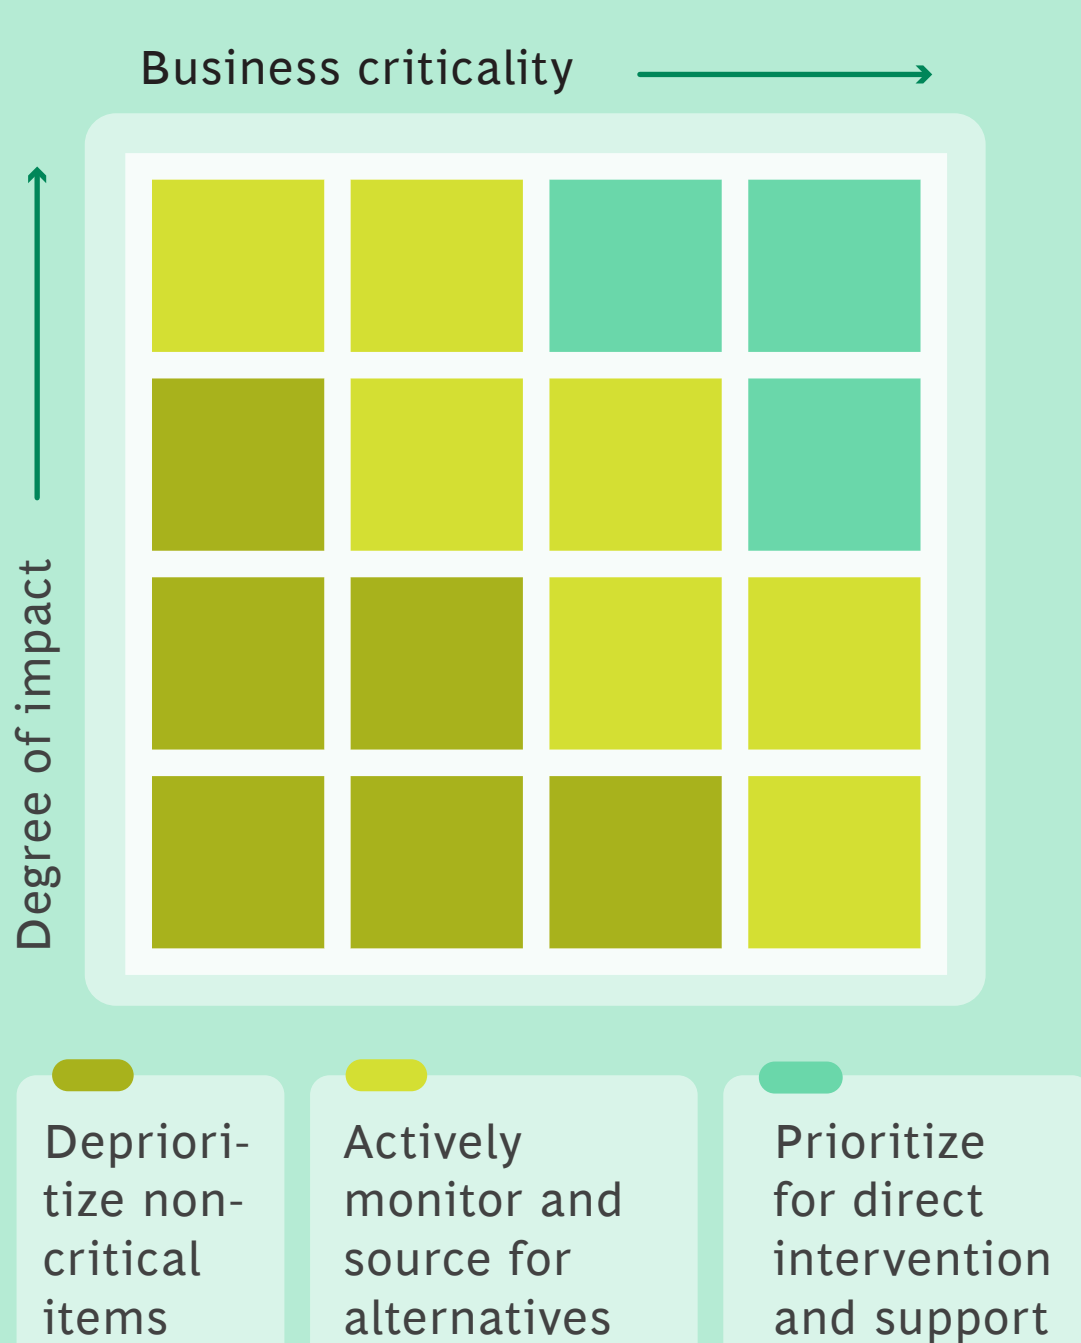 Business criticality
Degree of impact
Depriori-
tize non-
critical
items
Actively
monitor and
source for
alternatives
Prioritize
for direct
intervention
and support